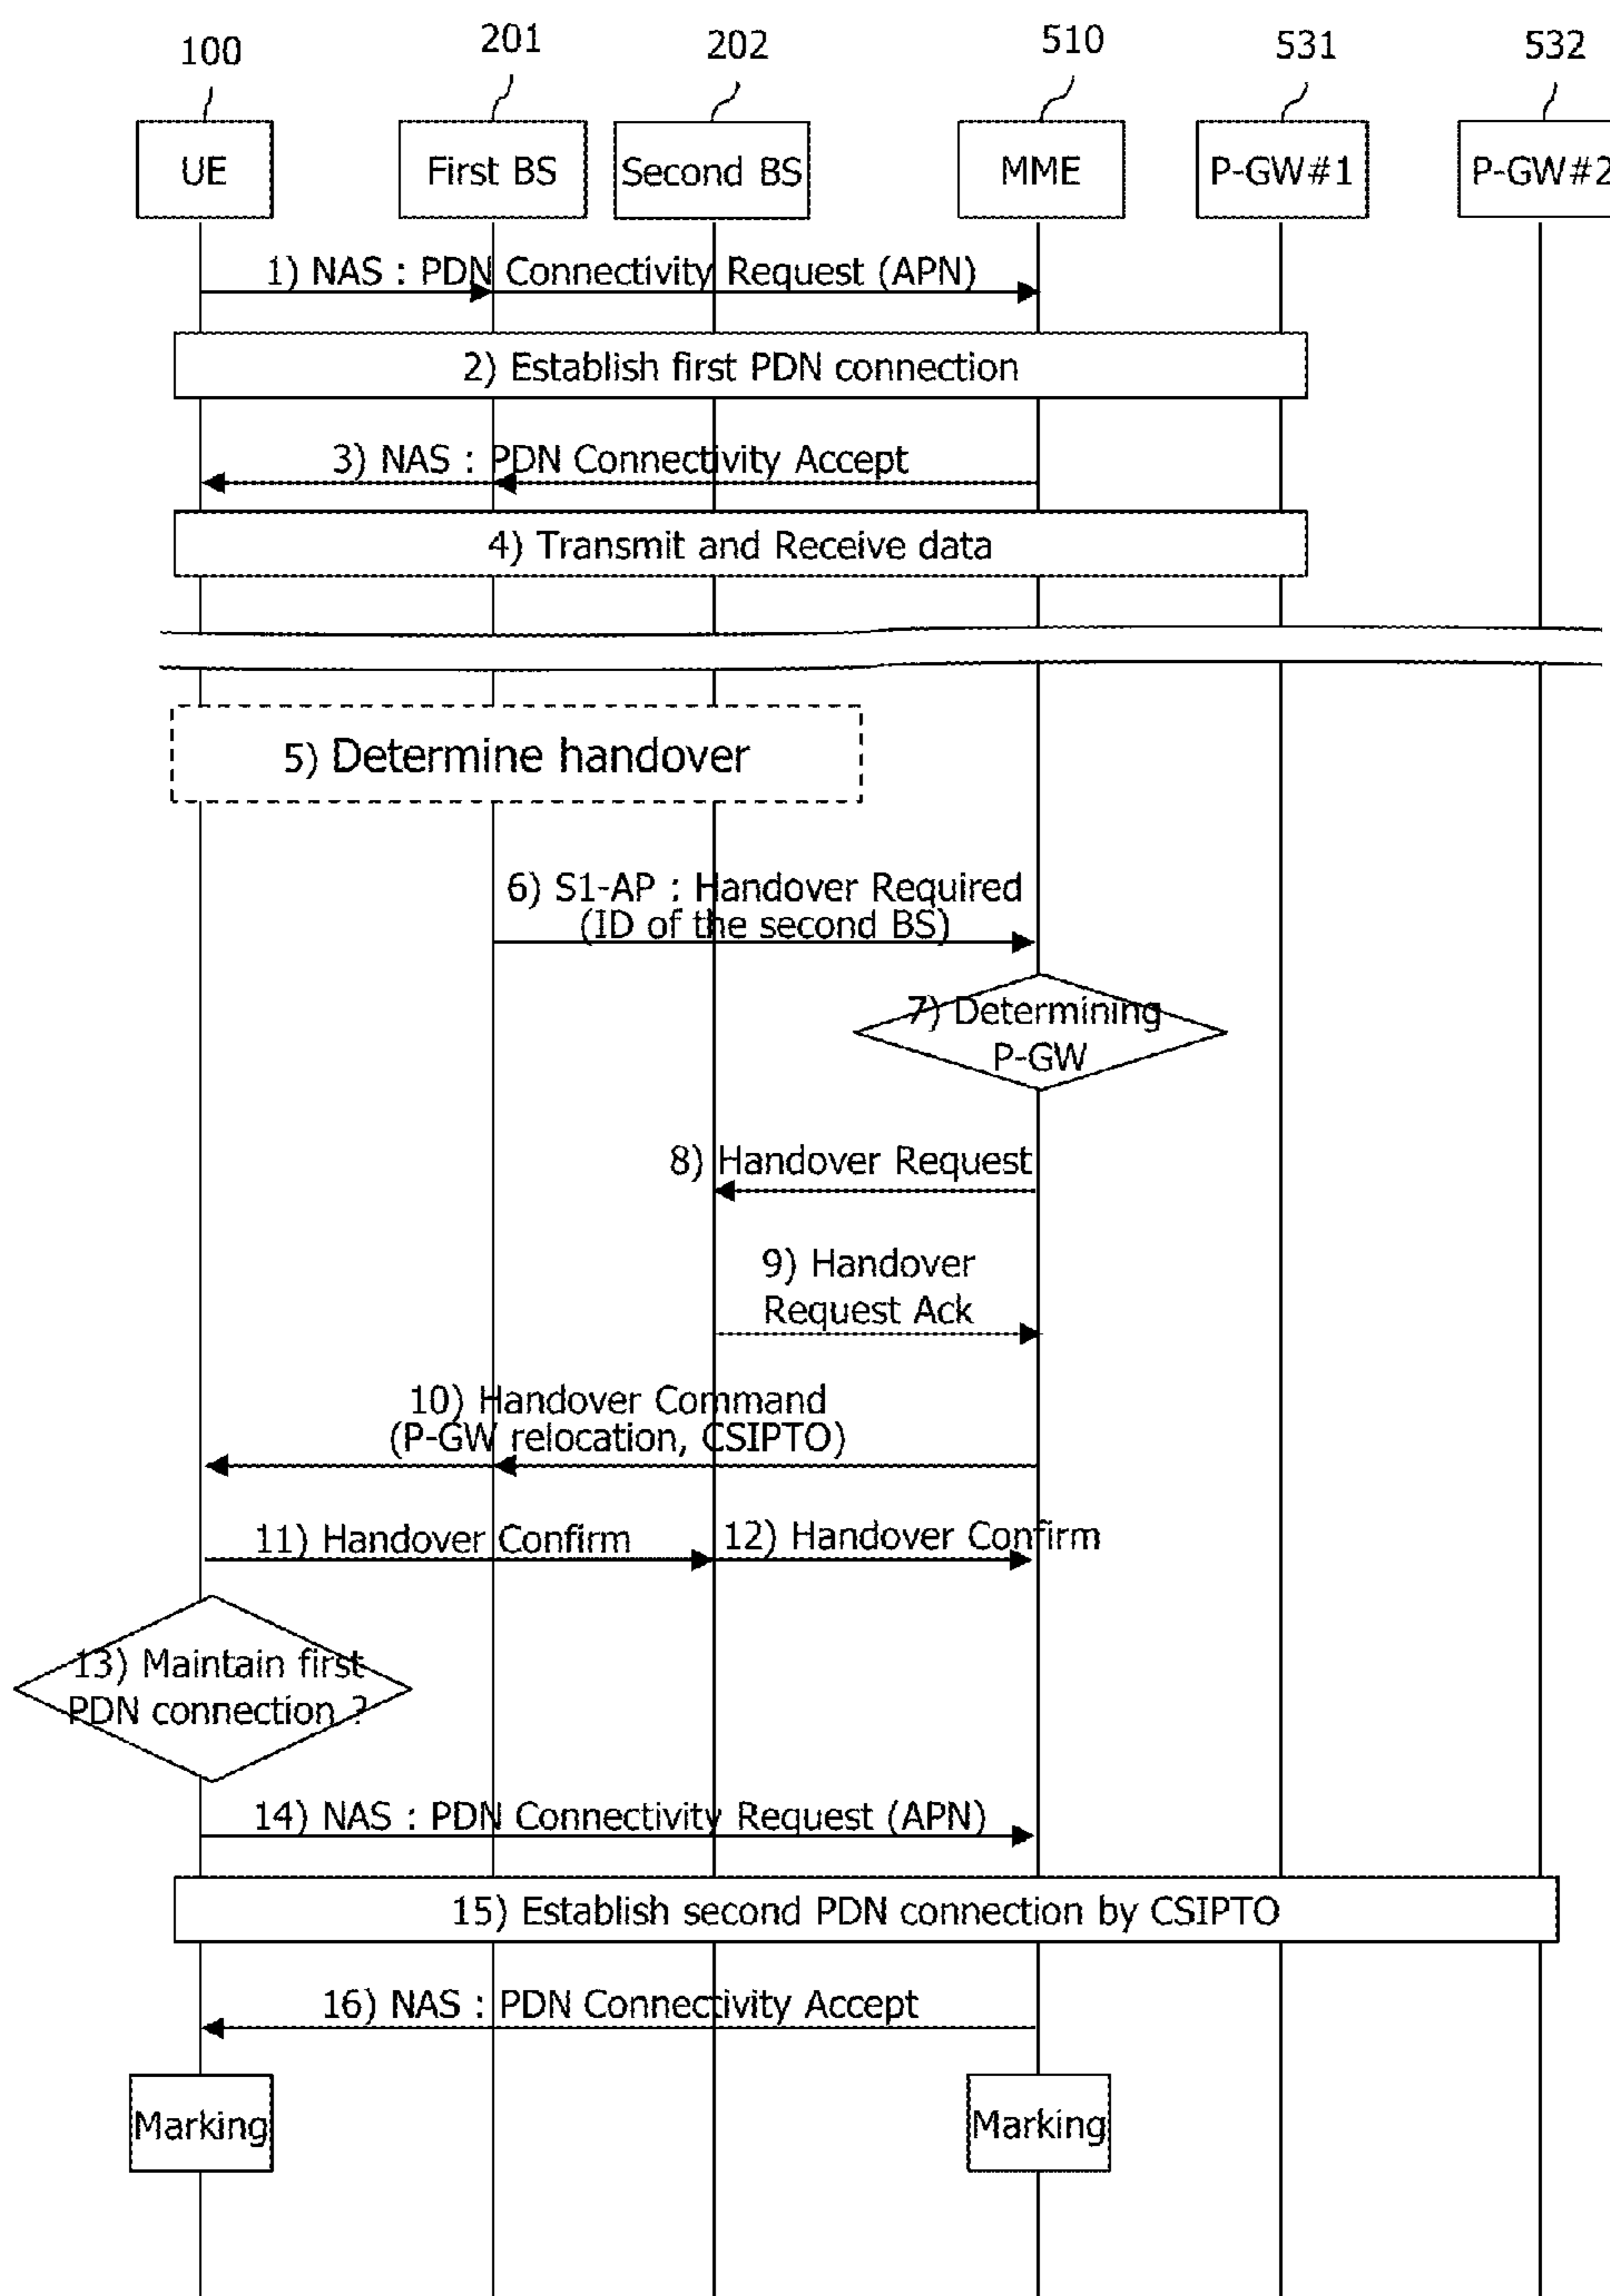 100
201
202
510
531
532
UE
First BS
Second BS
MME
P-GW#1
P-GW#2
1) NAS : PDN Connectivity Request (APN)
2) Establish first PDN connection
3) NAS : PDN Connectivity Accept
4) Transmit and Receive data
5) Determine handover
6) S1-AP : Handover Required
(ID of the second BS)
7) Determining
P-GW
8) Handover Request
9) Handover
Request Ack
10) Handover Command
(P-GW relocation, CSIPTO)
11) Handover Confirm
12) Handover Confirm
13) Maintain first
PDN connection ?
14) NAS : PDN Connectivity Request (APN)
15) Establish second PDN connection by CSIPTO
16) NAS : PDN Connectivity Accept
Marking
Marking